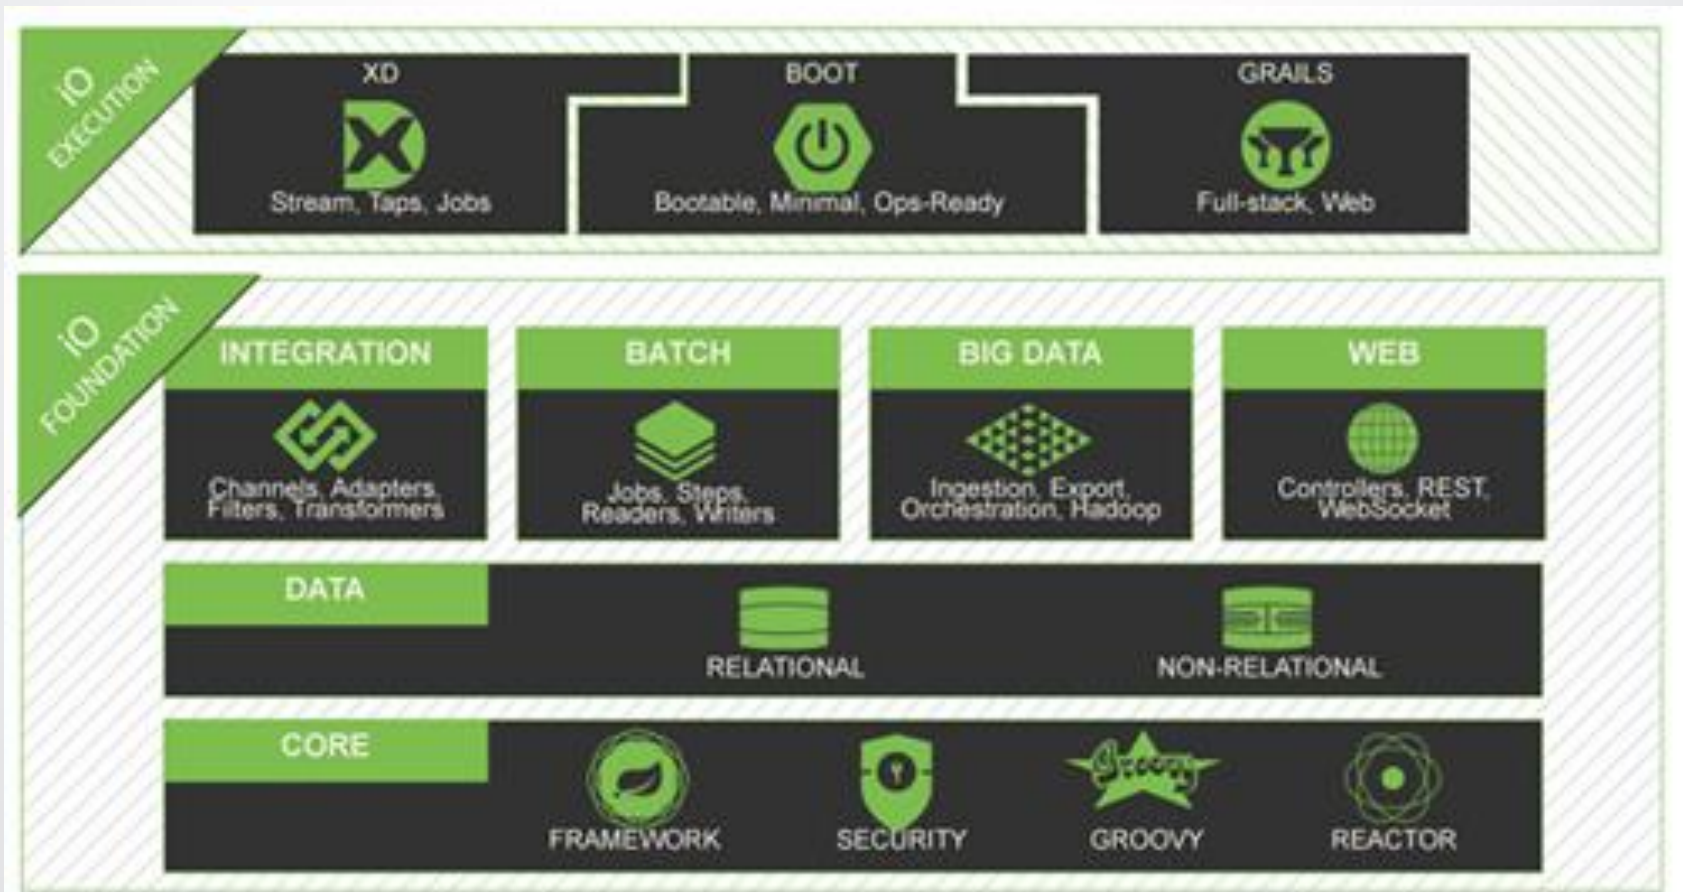 iO
EXECUTION
XD
Stream, Taps, Jobs
BOOT
Bootable, Minimal, Ops-Ready
GRAILS
Full-stack, Web
iO
FOUNDATION
INTEGRATION
Channels, Adapters,
Filters, Transformers
BATCH
Jobs, Steps,
Readers, Writers
BIG DATA
Ingestion, Export,
Orchestration, Hadoop
WEB
Controllers, REST,
WebSocket
DATA
RELATIONAL
NON-RELATIONAL
CORE
FRAMEWORK
SECURITY
Groovy
GROOVY
REACTOR